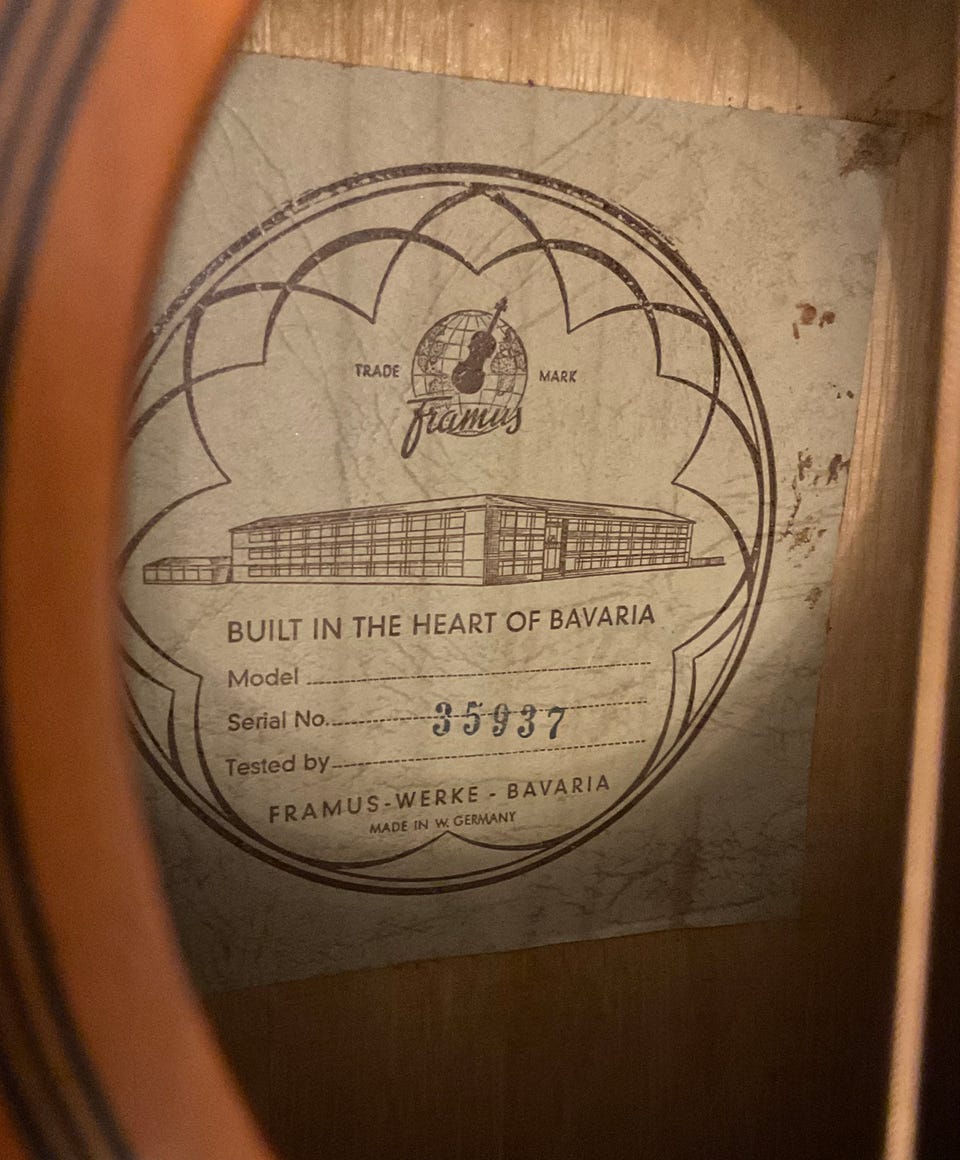 TRADE MARK
Framus
BUILT IN THE HEART OF BAVARIA
Model
Serial No. 35937
Tested by
FRAMUS-WERKE - BAVARIA
MADE IN W. GERMANY